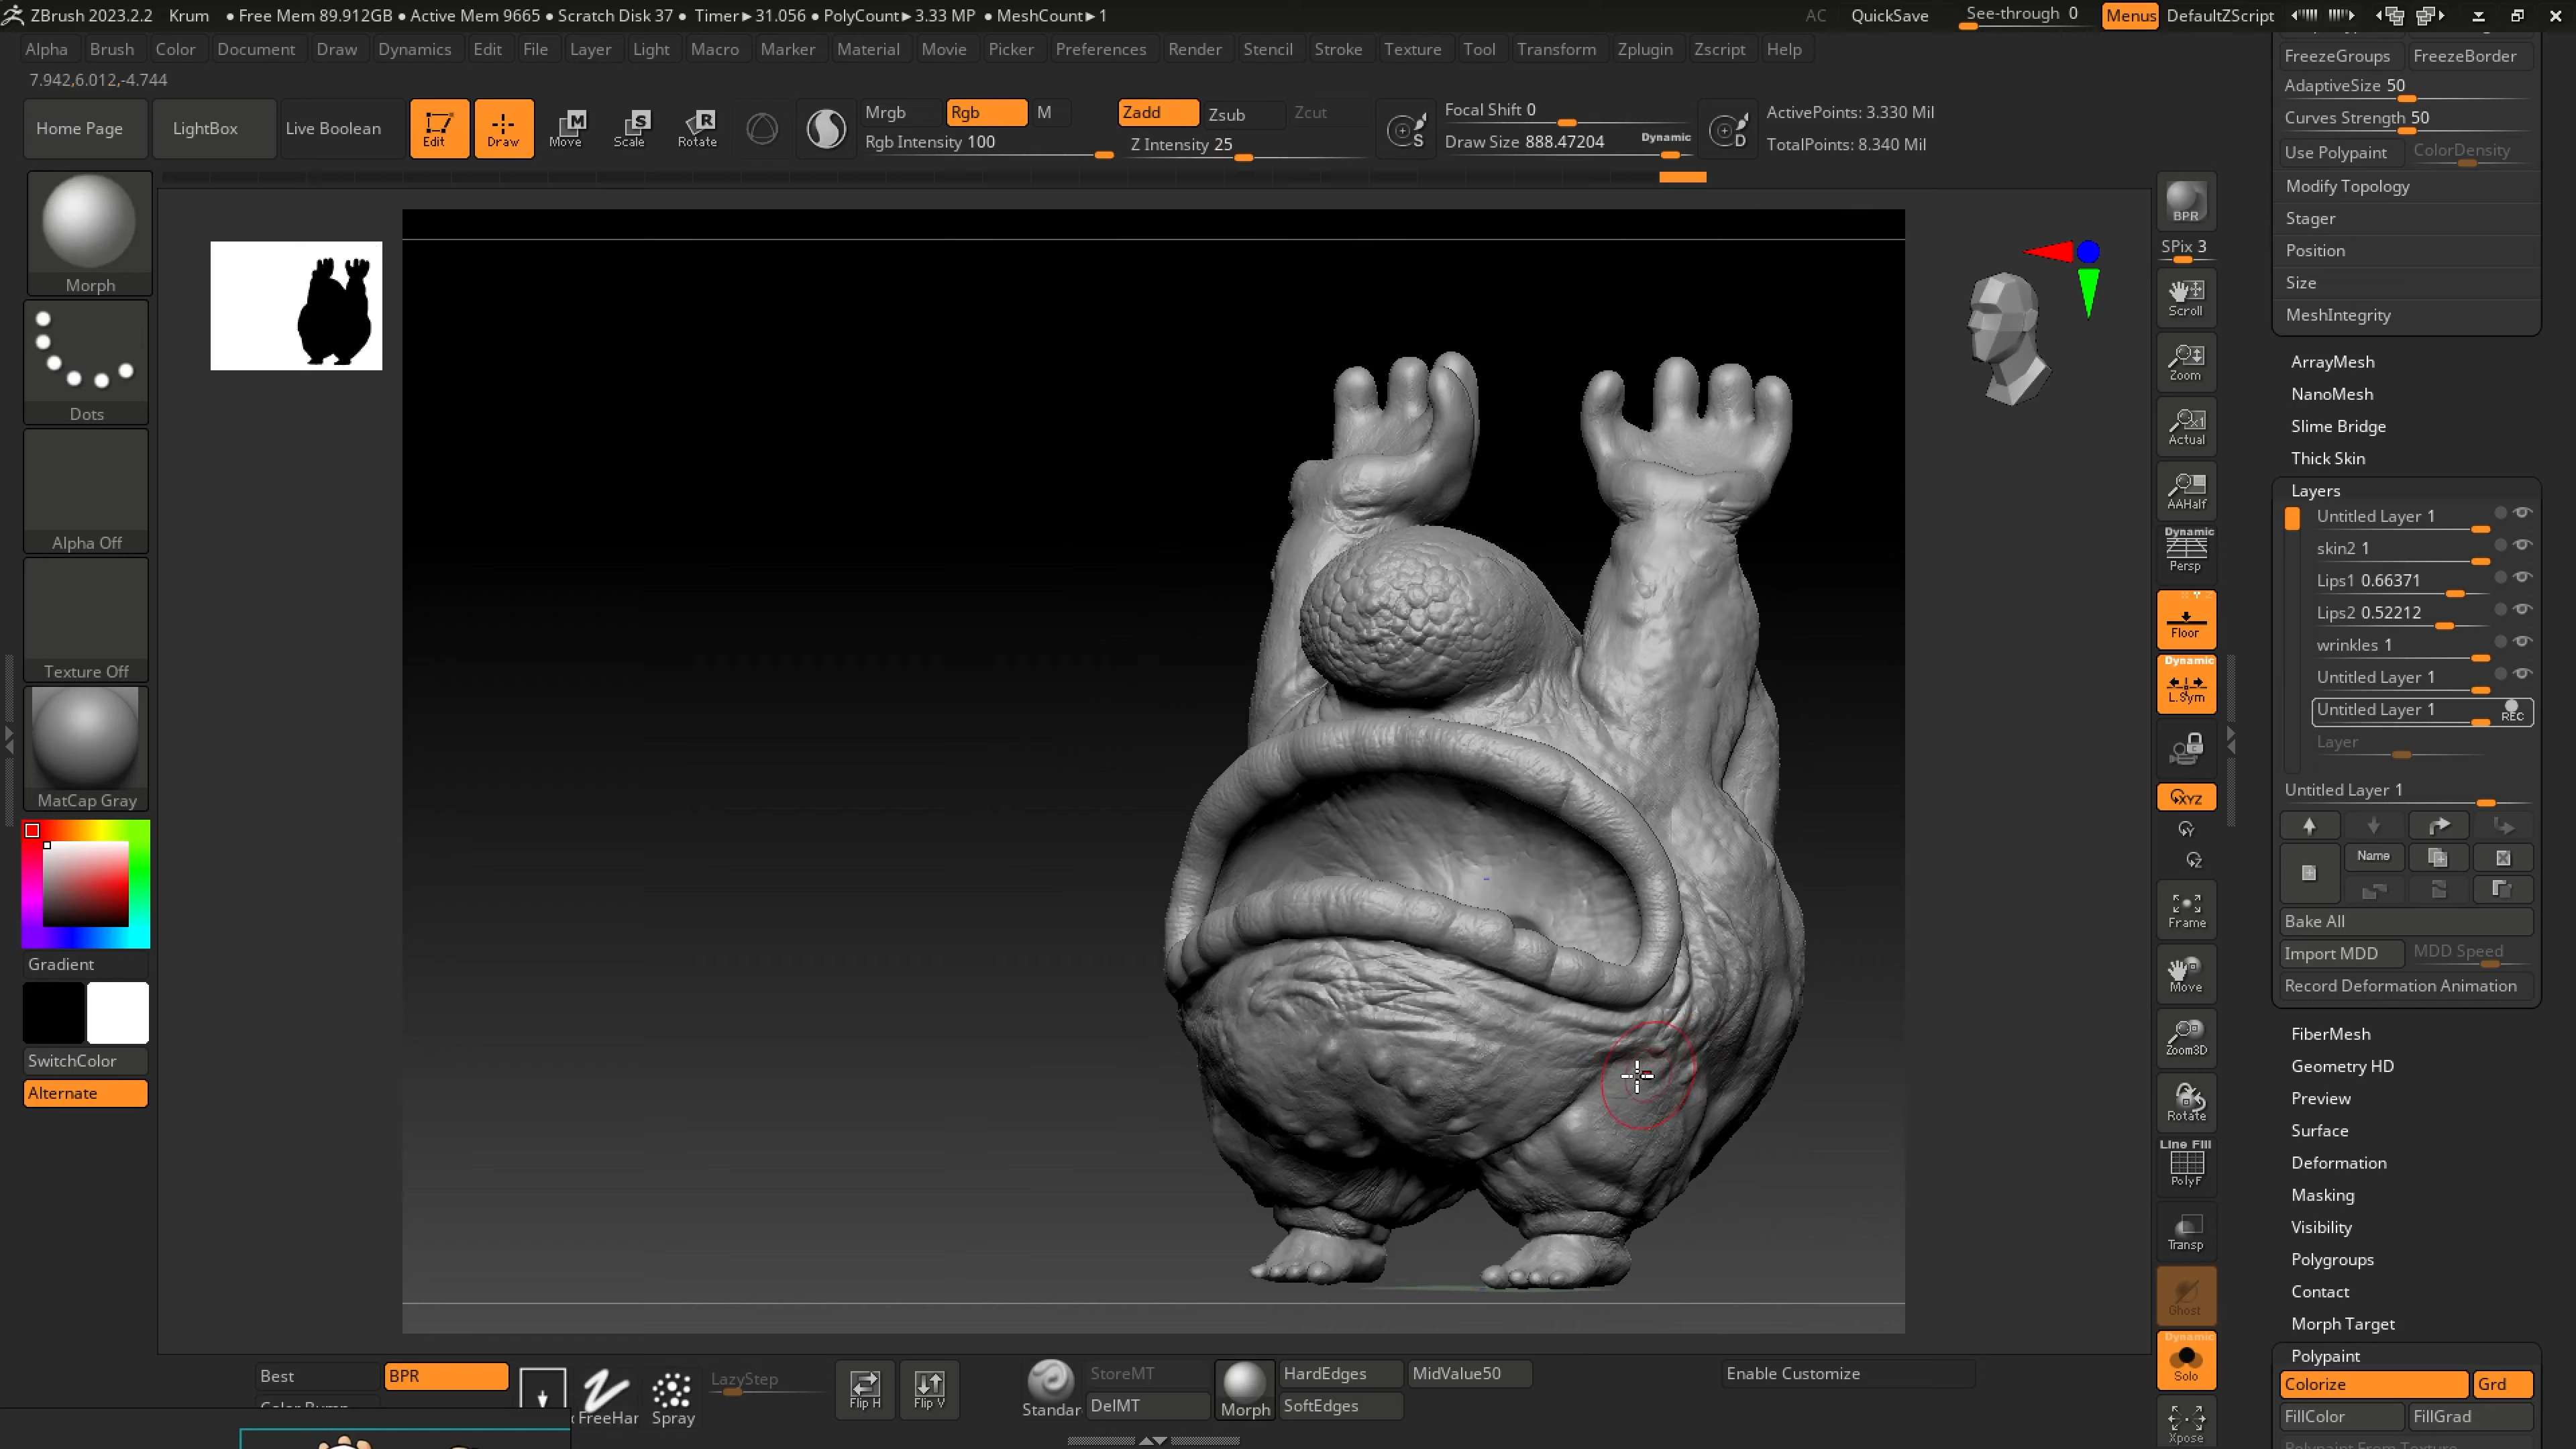 ZBrush 2023.2.2 Krum ● Free Mem 89.912GB ● Active Mem 9665 ● Scratch Disk 37 ● Timer►31.056 ● PolyCount►3.33 MP ● MeshCount►1 AC QuickSave See-through 0 Menus DefaultZScript
Alpha Brush Color Document Draw Dynamics Edit File Layer Light Macro Marker Material Movie Picker Preferences Render Stencil Stroke Texture Tool Transform Zplugin Zscript Help
7.942,6.012,-4.744
Home Page LightBox Live Boolean Edit Draw Move Scale Rotate
Mrgb Rgb M Zadd Zsub Zcut Focal Shift 0 ActivePoints: 3.330 Mil
Rgb Intensity 100 Z Intensity 25 Draw Size 888.47204 Dynamic TotalPoints: 8.340 Mil
M S R S D
Morph
Dots
Alpha Off
Texture Off
MatCap Gray
Gradient
SwitchColor
Alternate
BPR
SPix 3
Scroll
Zoom
Actual
AAHalf
Dynamic
Persp
Floor
Dynamic
L.Sym
XYZ
Y
Z
Frame
Move
Zoom3D
Rotate
Line Fill
PolyF
Transp
Ghost
Dynamic
Solo
Xpose
FreezeGroups FreezeBorder
AdaptiveSize 50
Curves Strength 50
Use Polypaint ColorDensity
Modify Topology
Stager
Position
Size
MeshIntegrity
ArrayMesh
NanoMesh
Slime Bridge
Thick Skin
Layers
Untitled Layer 1
skin2 1
Lips1 0.66371
Lips2 0.52212
wrinkles 1
Untitled Layer 1
Untitled Layer 1 REC
Layer
Untitled Layer 1
Name
Bake All
Import MDD MDD Speed
Record Deformation Animation
FiberMesh
Geometry HD
Preview
Surface
Deformation
Masking
Visibility
Polygroups
Contact
Morph Target
Polypaint
Colorize Grd
FillColor FillGrad
Best BPR LazyStep Flip H Flip V StoreMT HardEdges MidValue50 Enable Customize
FreeHar Spray Standar DelMT Morph SoftEdges